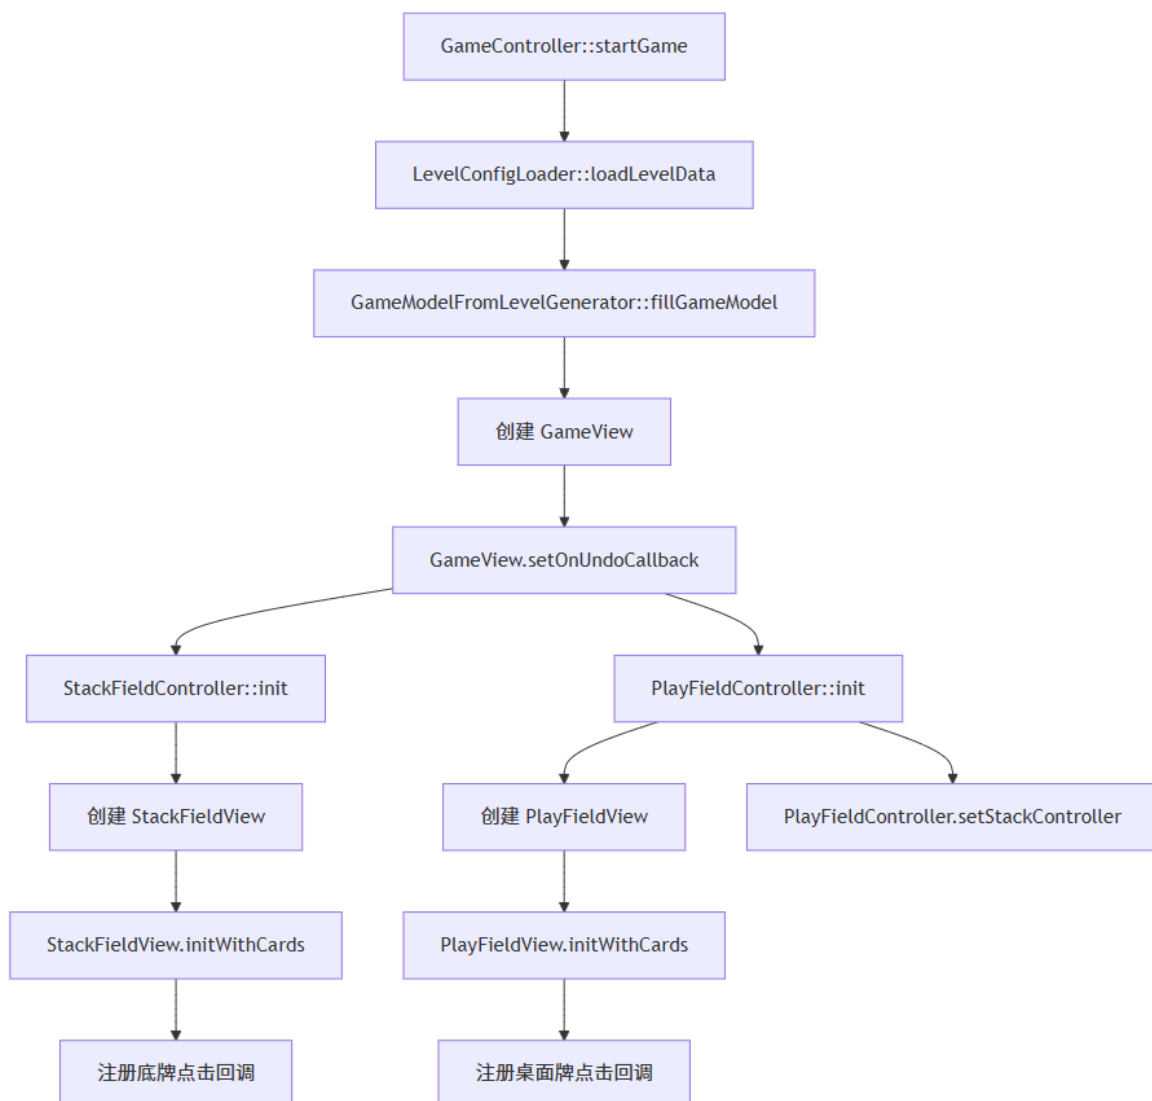 GameController::startGame
LevelConfigLoader::loadLevelData
GameModelFromLevelGenerator::fillGameModel
创建 GameView
GameView.setOnUndoCallback
StackFieldController::init
PlayFieldController::init
创建 StackFieldView
创建 PlayFieldView
PlayFieldController.setStackController
StackFieldView.initWithCards
PlayFieldView.initWithCards
注册底牌点击回调
注册桌面牌点击回调